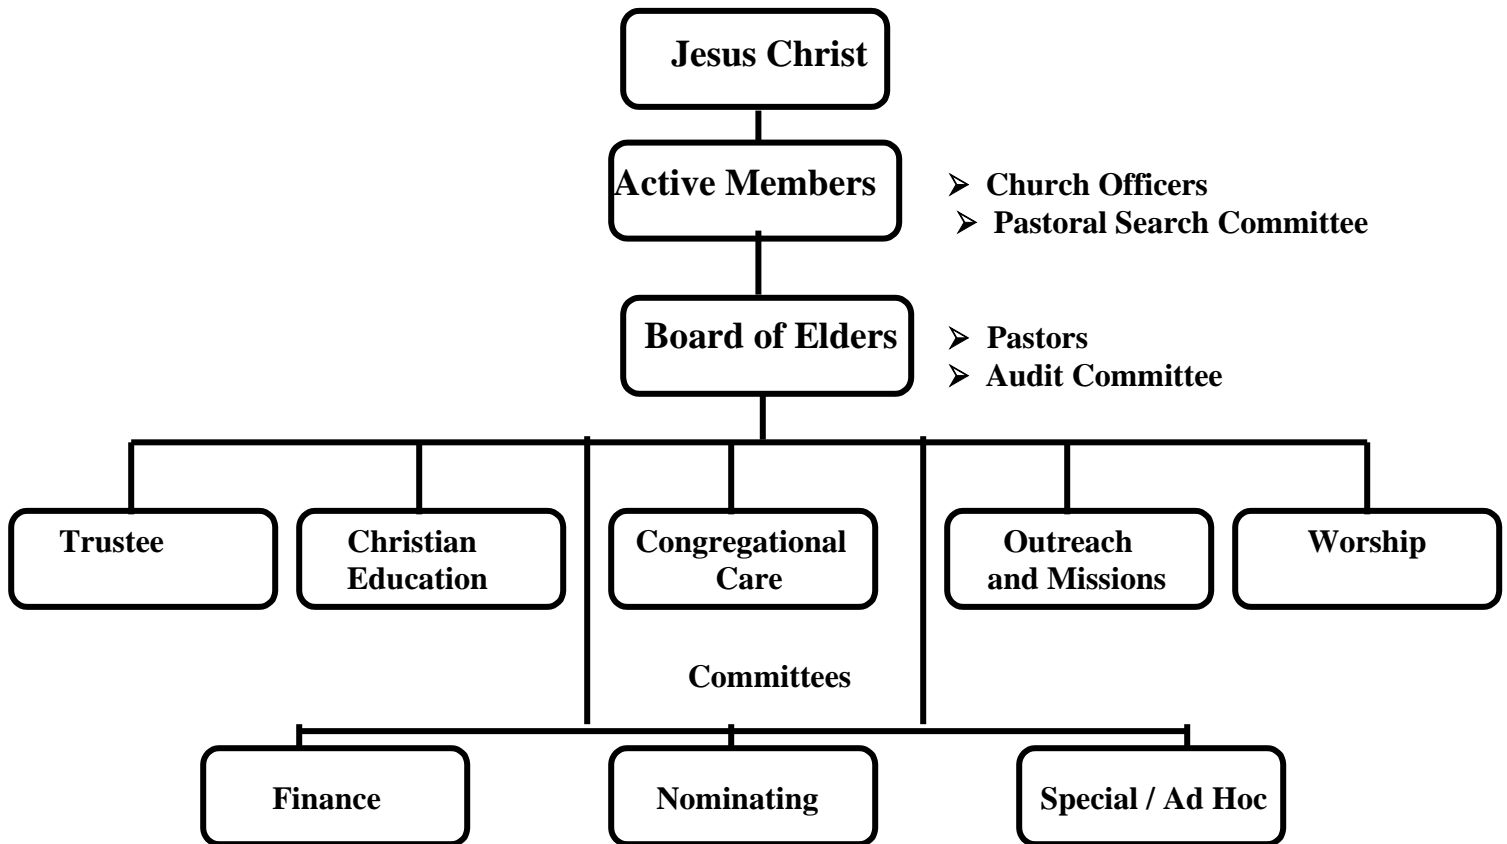 Jesus Christ
Active Members
➢ Church Officers
➢ Pastoral Search Committee
Board of Elders
➢ Pastors
➢ Audit Committee
Trustee
Christian
Education
Congregational
Care
Outreach
and Missions
Worship
Committees
Finance
Nominating
Special / Ad Hoc